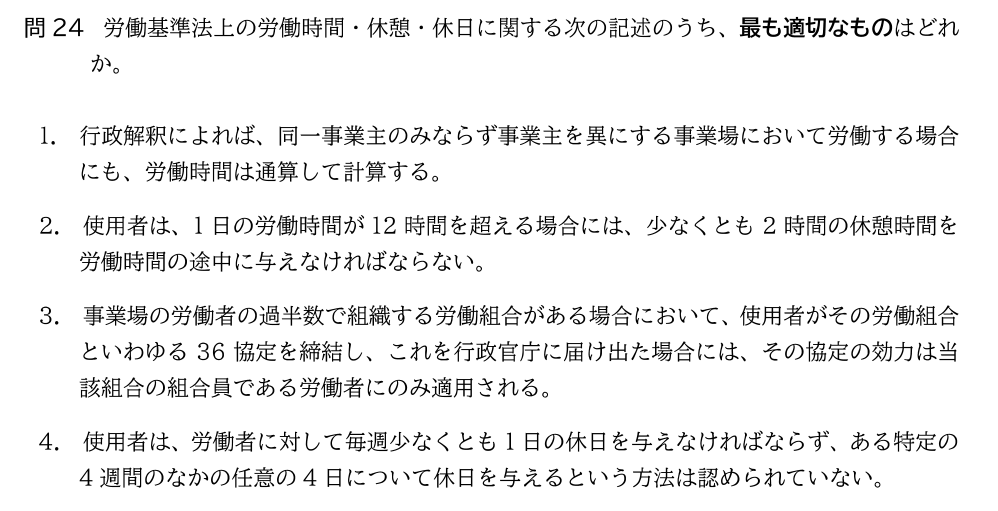 問24 労働基準法上の労働時間・休憩・休日に関する次の記述のうち、最も適切なものはどれ
か。
1. 行政解釈によれば、同一事業主のみならず事業主を異にする事業場において労働する場合
にも、労働時間は通算して計算する。
2. 使用者は、1日の労働時間が12時間を超える場合には、少なくとも2時間の休憩時間を
労働時間の途中に与えなければならない。
3. 事業場の労働者の過半数で組織する労働組合がある場合において、使用者がその労働組合
といわゆる36協定を締結し、これを行政官庁に届け出た場合には、その協定の効力は当
該組合の組合員である労働者にのみ適用される。
4. 使用者は、労働者に対して毎週少なくとも1日の休日を与えなければならず、ある特定の
4週間のなかの任意の4日について休日を与えるという方法は認められていない。